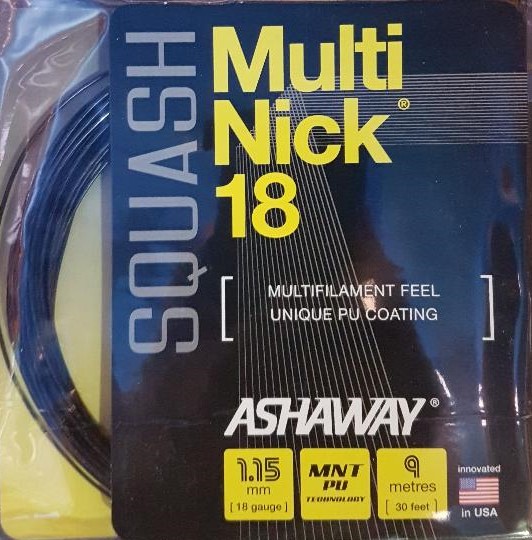 SQUASH
Multi
Nick®
18
[ MULTIFILAMENT FEEL
UNIQUE PU COATING ]
ASHAWAY®
1.15
mm
[ 18 gauge ]
MNT
PU
TECHNOLOGY
9
metres
[ 30 feet ]
innovated
in USA